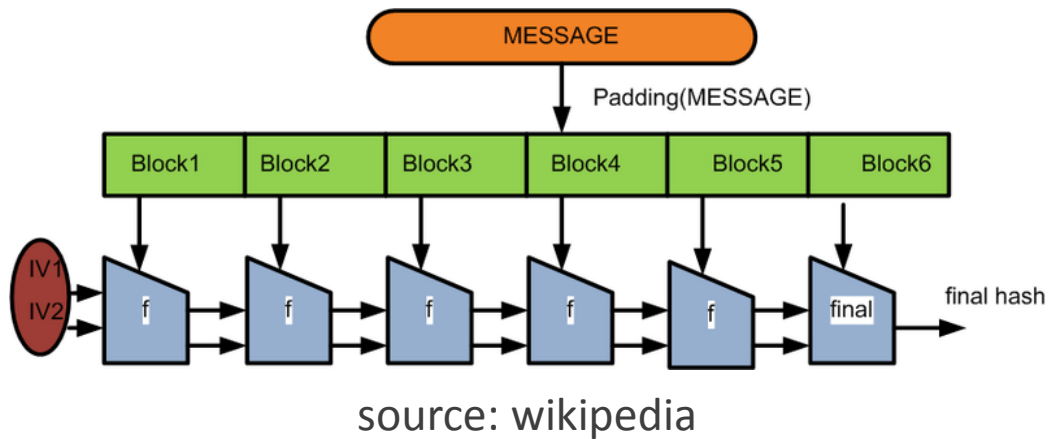 MESSAGE
Padding(MESSAGE)
Block1 Block2 Block3 Block4 Block5 Block6
IV1
IV2
f f f f f final
final hash
source: wikipedia